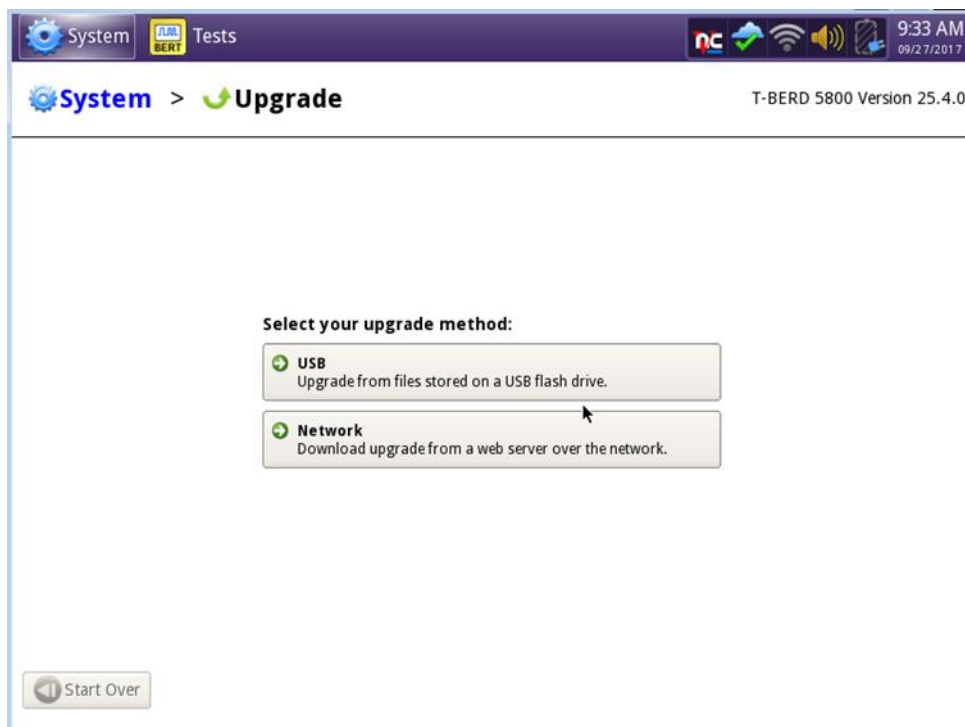 System BERT Tests 9:33 AM
09/27/2017
System > Upgrade T-BERD 5800 Version 25.4.0
Select your upgrade method:
USB
Upgrade from files stored on a USB flash drive.
Network
Download upgrade from a web server over the network.
Start Over